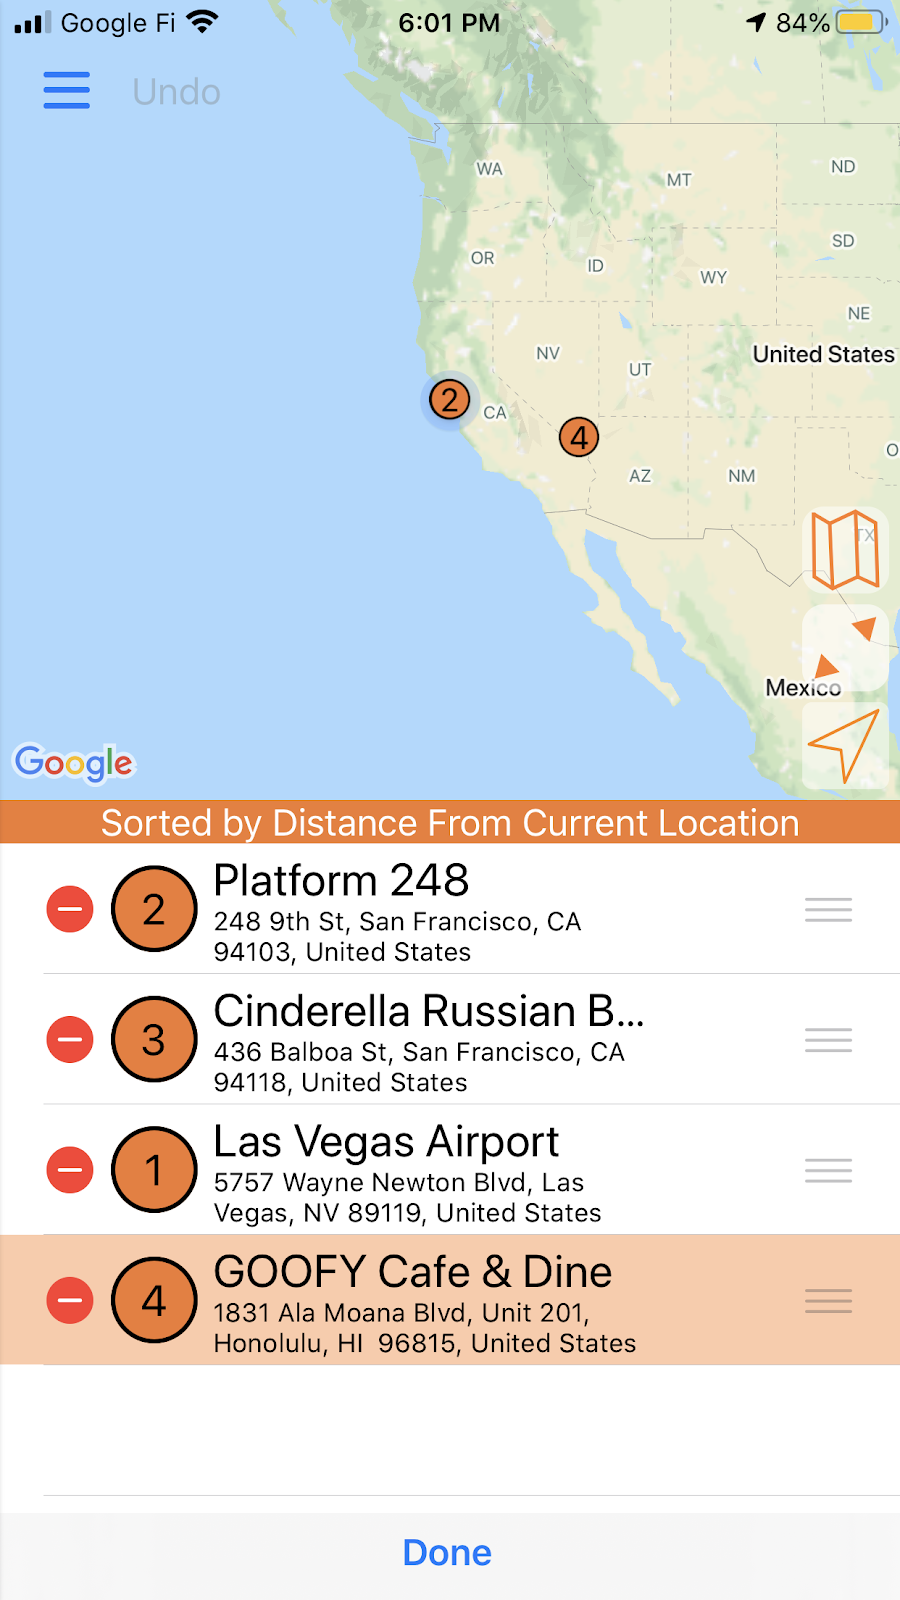 Google Fi 6:01 PM 84%
Undo
WA
MT
ND
OR
ID
SD
WY
NE
NV
UT
United States
2
CA
4
AZ
NM
O
TX
Mexico
Google
Sorted by Distance From Current Location
2
Platform 248
248 9th St, San Francisco, CA
94103, United States
3
Cinderella Russian B...
436 Balboa St, San Francisco, CA
94118, United States
1
Las Vegas Airport
5757 Wayne Newton Blvd, Las
Vegas, NV 89119, United States
4
GOOFY Cafe & Dine
1831 Ala Moana Blvd, Unit 201,
Honolulu, HI  96815, United States
Done